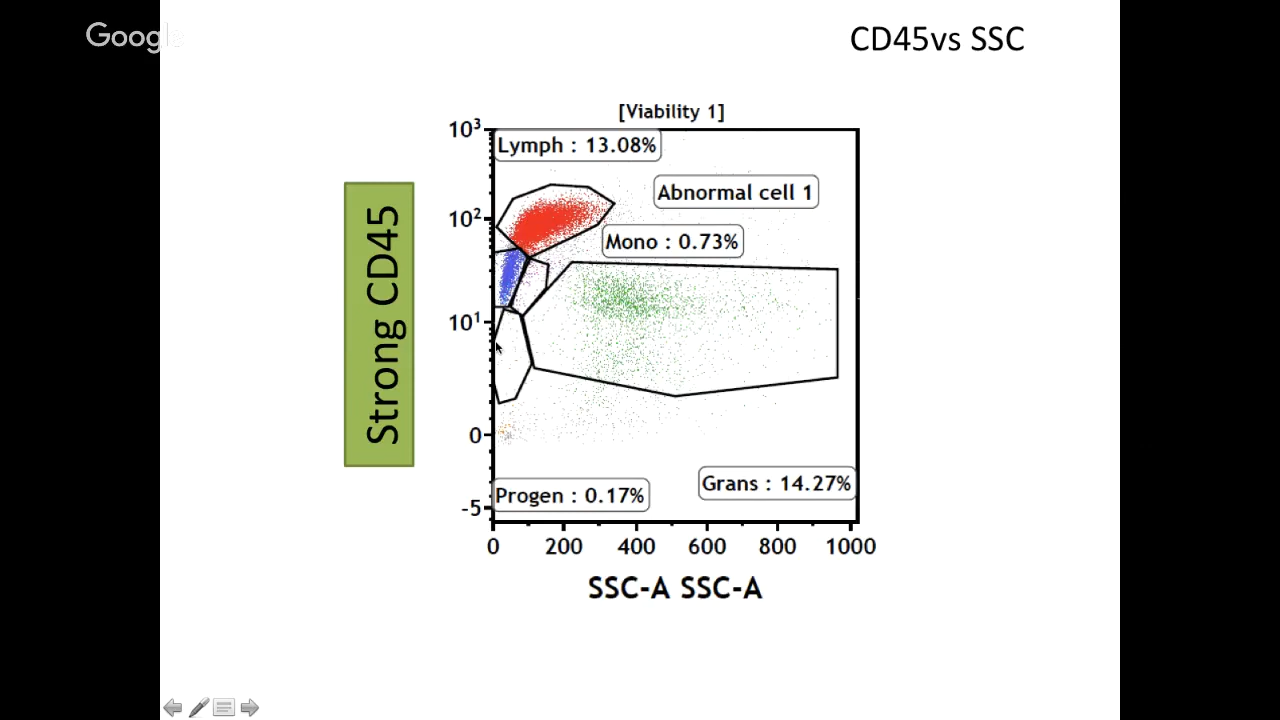 Google
CD45vs SSC
[Viability 1]
10³
Lymph : 13.08%
Abnormal cell 1
10²
Mono : 0.73%
Strong CD45
10¹
0
Grans : 14.27%
Progen : 0.17%
-5
0 200 400 600 800 1000
SSC-A SSC-A